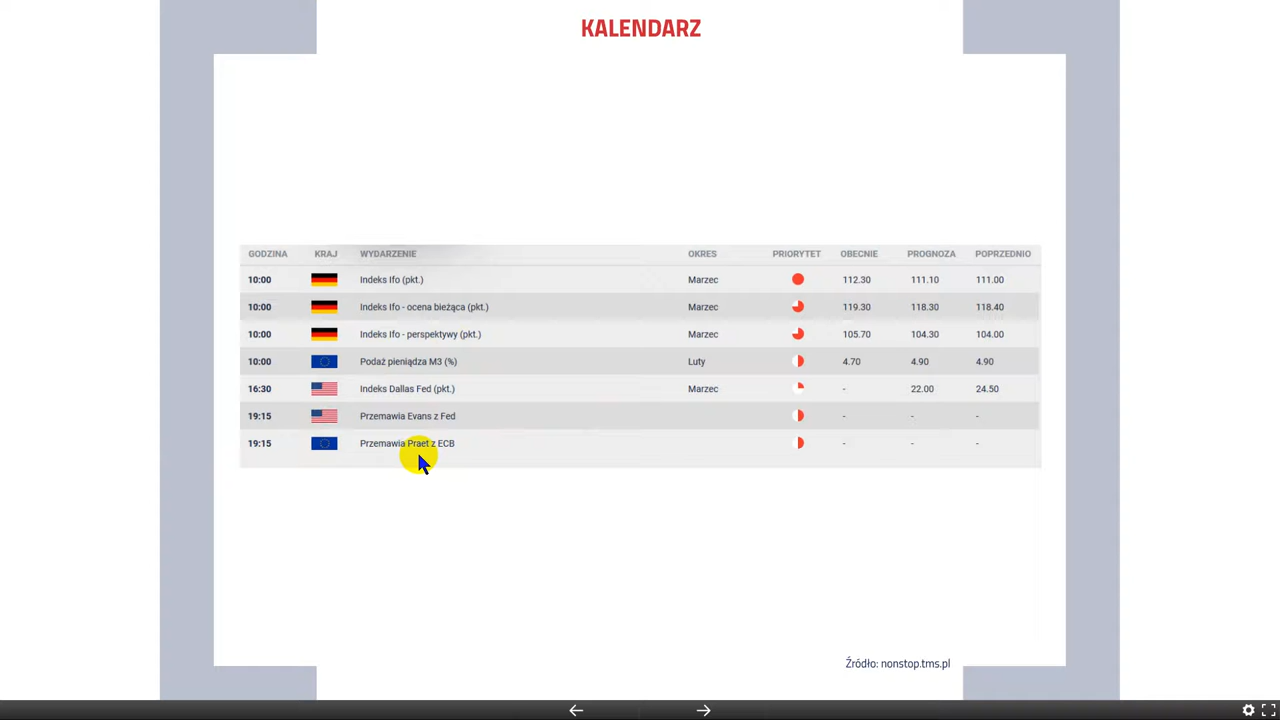 KALENDARZ
GODZINA KRAJ WYDARZENIE OKRES PRIORYTET OBECNIE PROGNOZA POPRZEDNIO
10:00 Indeks Ifo (pkt.) Marzec 112.30 111.10 111.00
10:00 Indeks Ifo - ocena bieżąca (pkt.) Marzec 119.30 118.30 118.40
10:00 Indeks Ifo - perspektywy (pkt.) Marzec 105.70 104.30 104.00
10:00 Podaż pieniądza M3 (%) Luty 4.70 4.90 4.90
16:30 Indeks Dallas Fed (pkt.) Marzec - 22.00 24.50
19:15 Przemawia Evans z Fed - - -
19:15 Przemawia Praet z ECB - - -
Źródło: nonstop.tms.pl